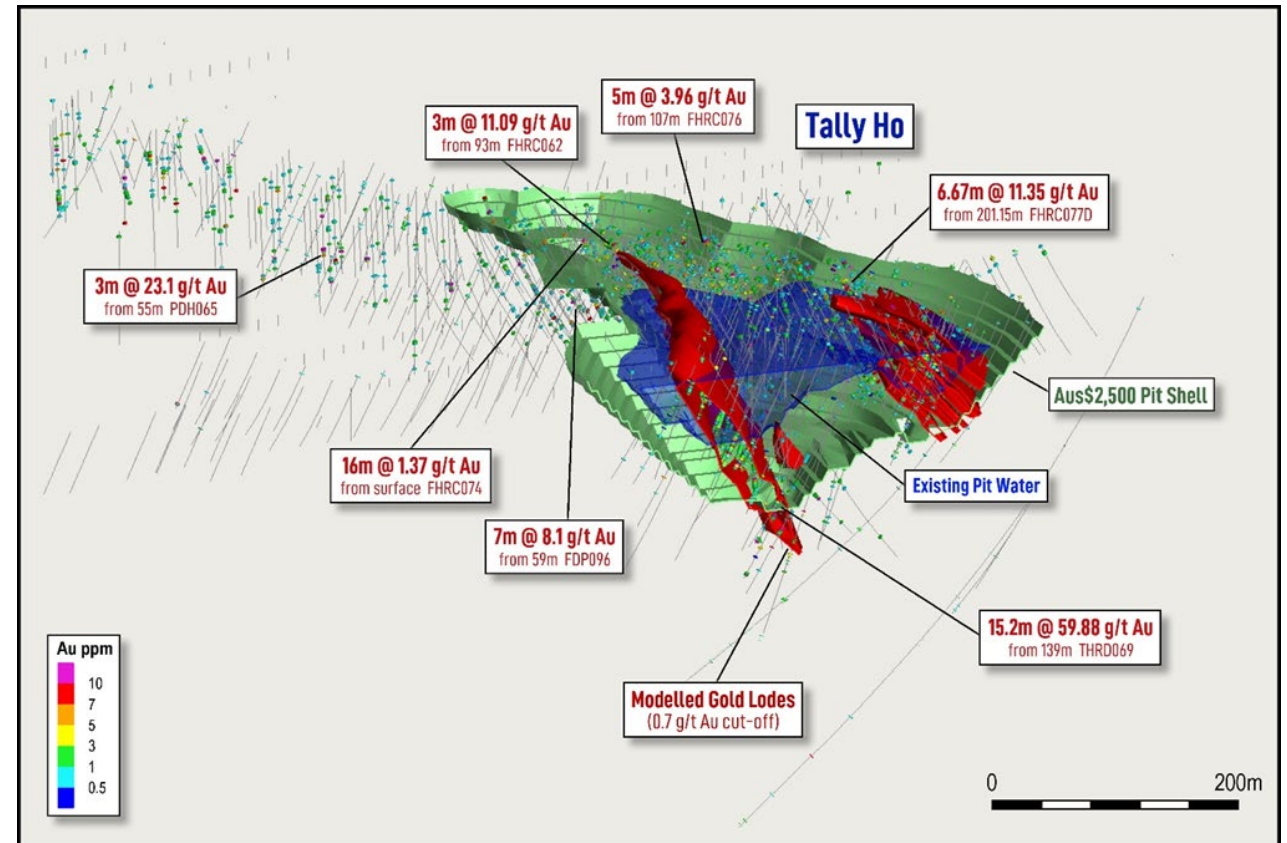 Tally Ho
5m @ 3.96 g/t Au
from 107m FHRC076
3m @ 11.09 g/t Au
from 93m FHRC062
6.67m @ 11.35 g/t Au
from 201.15m FHRC077D
3m @ 23.1 g/t Au
from 55m PDH065
Aus$2,500 Pit Shell
16m @ 1.37 g/t Au
from surface FHRC074
Existing Pit Water
7m @ 8.1 g/t Au
from 59m FDP096
15.2m @ 59.88 g/t Au
from 139m THRD069
Modelled Gold Lodes
(0.7 g/t Au cut-off)
Au ppm
10
7
5
3
1
0.5
0 200m